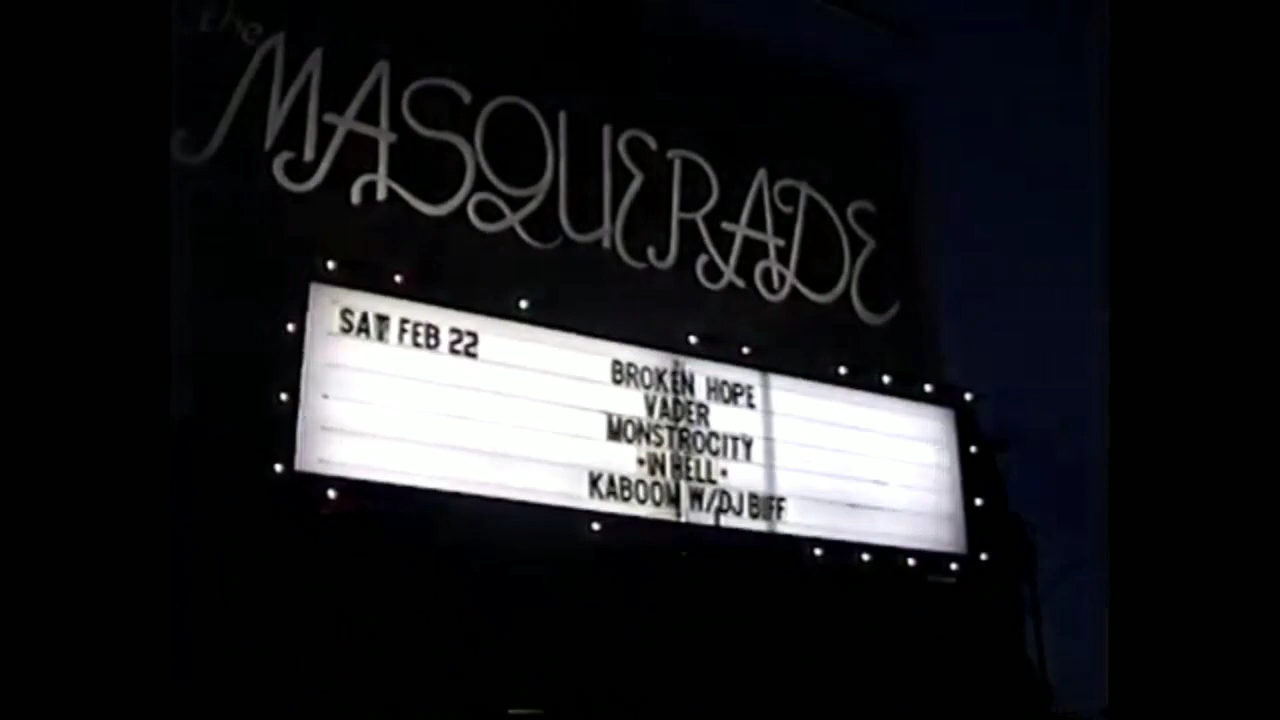 the
MASQUERADE
SAT FEB 22
BROKEN HOPE
VADER
MONSTROCITY
•IN HELL•
KABOOM W/DJ BIFF